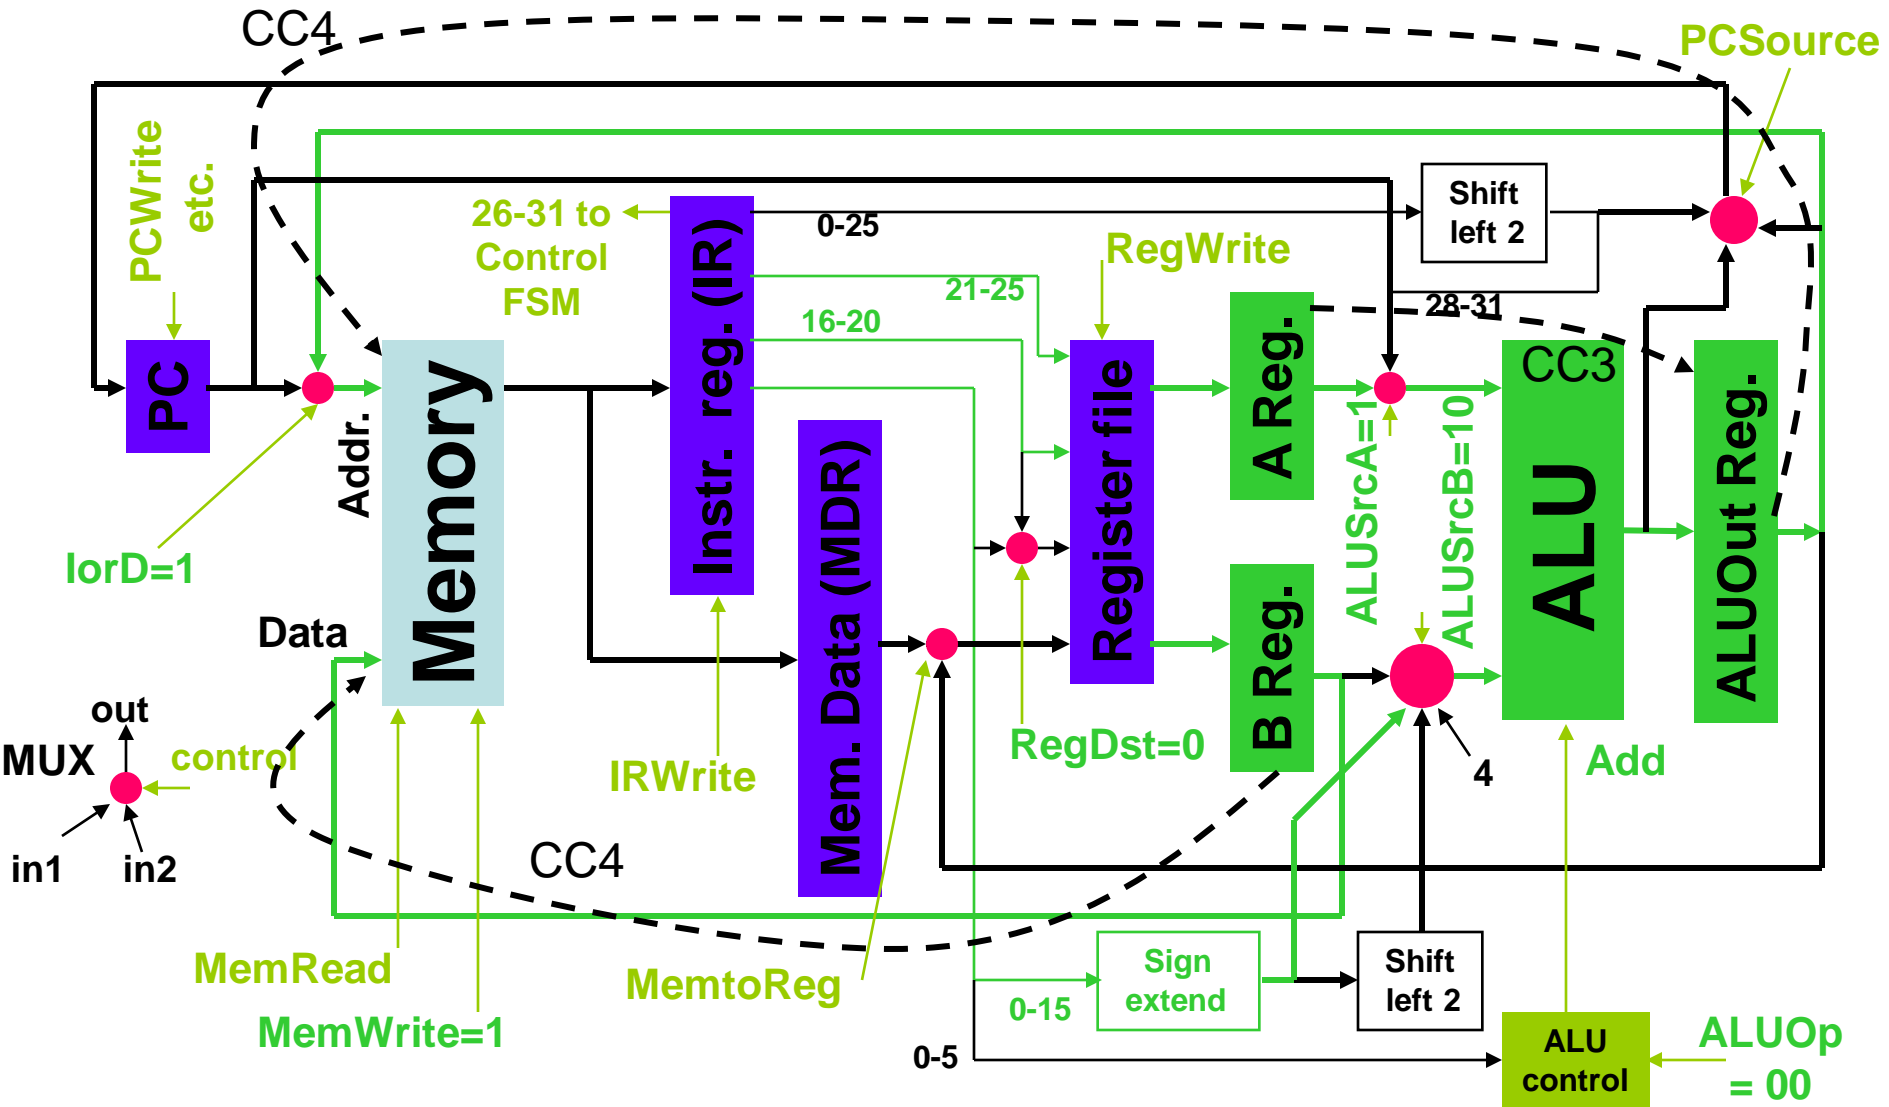 CC4
PCSource
PCWrite
etc.
26-31 to
Control
FSM
0-25
Shift
left 2
RegWrite
21-25
28-31
16-20
CC3
PC
Addr.
Memory
Instr. reg. (IR)
Mem. Data (MDR)
Register file
A Reg.
B Reg.
ALUSrcA=1
ALUSrcB=10
ALU
ALUOut Reg.
IorD=1
Data
out
MUX
control
in1
in2
IRWrite
RegDst=0
4
Add
CC4
MemRead
MemtoReg
MemWrite=1
Sign
extend
0-15
Shift
left 2
0-5
ALU
control
ALUOp
= 00